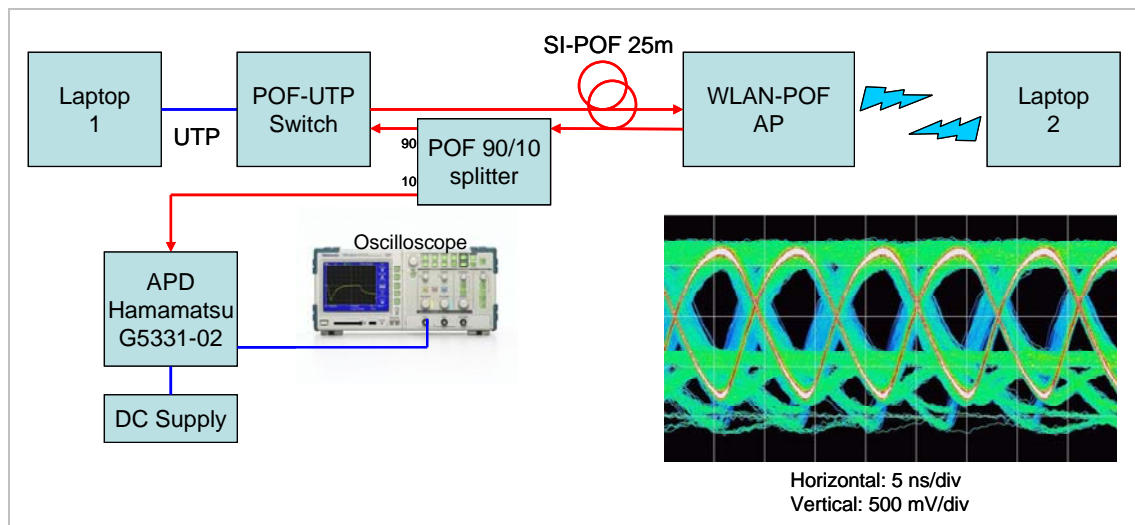 SI-POF 25m
Laptop
1
UTP
POF-UTP
Switch
WLAN-POF
AP
Laptop
2
90
10
POF 90/10
splitter
APD
Hamamatsu
G5331-02
Oscilloscope
DC Supply
Horizontal: 5 ns/div
Vertical: 500 mV/div